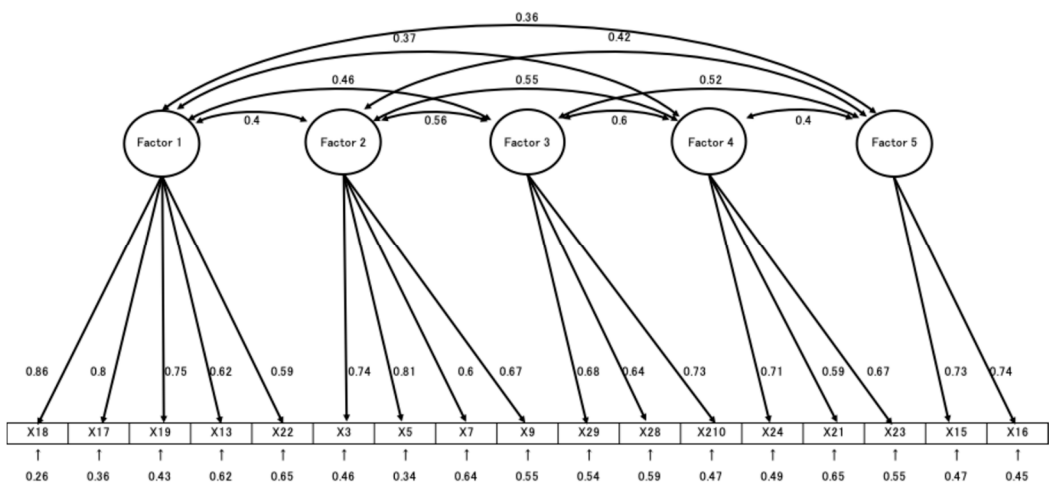 0.36
0.37 0.42
0.46 0.55 0.52
0.4 0.56 0.6 0.4
Factor 1 Factor 2 Factor 3 Factor 4 Factor 5
0.86 0.8 0.75 0.62 0.59 0.74 0.81 0.6 0.67 0.68 0.64 0.73 0.71 0.59 0.67 0.73 0.74
X18 X17 X19 X13 X22 X3 X5 X7 X9 X29 X28 X210 X24 X21 X23 X15 X16
0.26 0.36 0.43 0.62 0.65 0.46 0.34 0.64 0.55 0.54 0.59 0.47 0.49 0.65 0.55 0.47 0.45